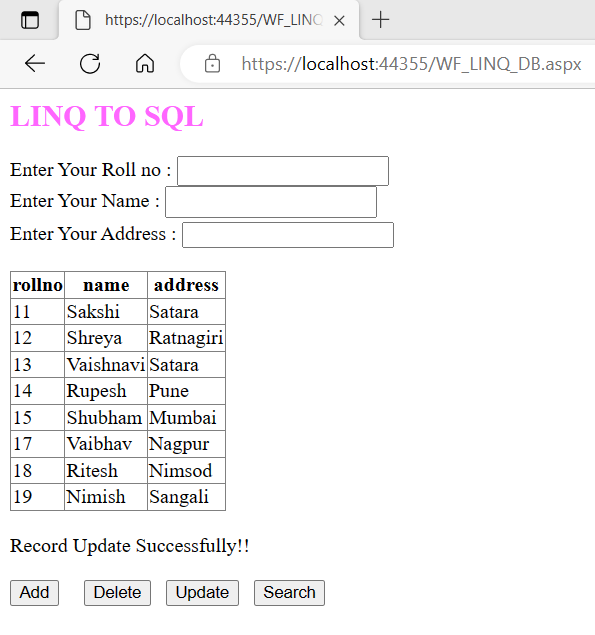 https://localhost:44355/WF_LINQ
https://localhost:44355/WF_LINQ_DB.aspx
LINQ TO SQL
Enter Your Roll no :
Enter Your Name :
Enter Your Address :
rollno name address
11 Sakshi Satara
12 Shreya Ratnagiri
13 Vaishnavi Satara
14 Rupesh Pune
15 Shubham Mumbai
17 Vaibhav Nagpur
18 Ritesh Nimsod
19 Nimish Sangali
Record Update Successfully!!
Add Delete Update Search